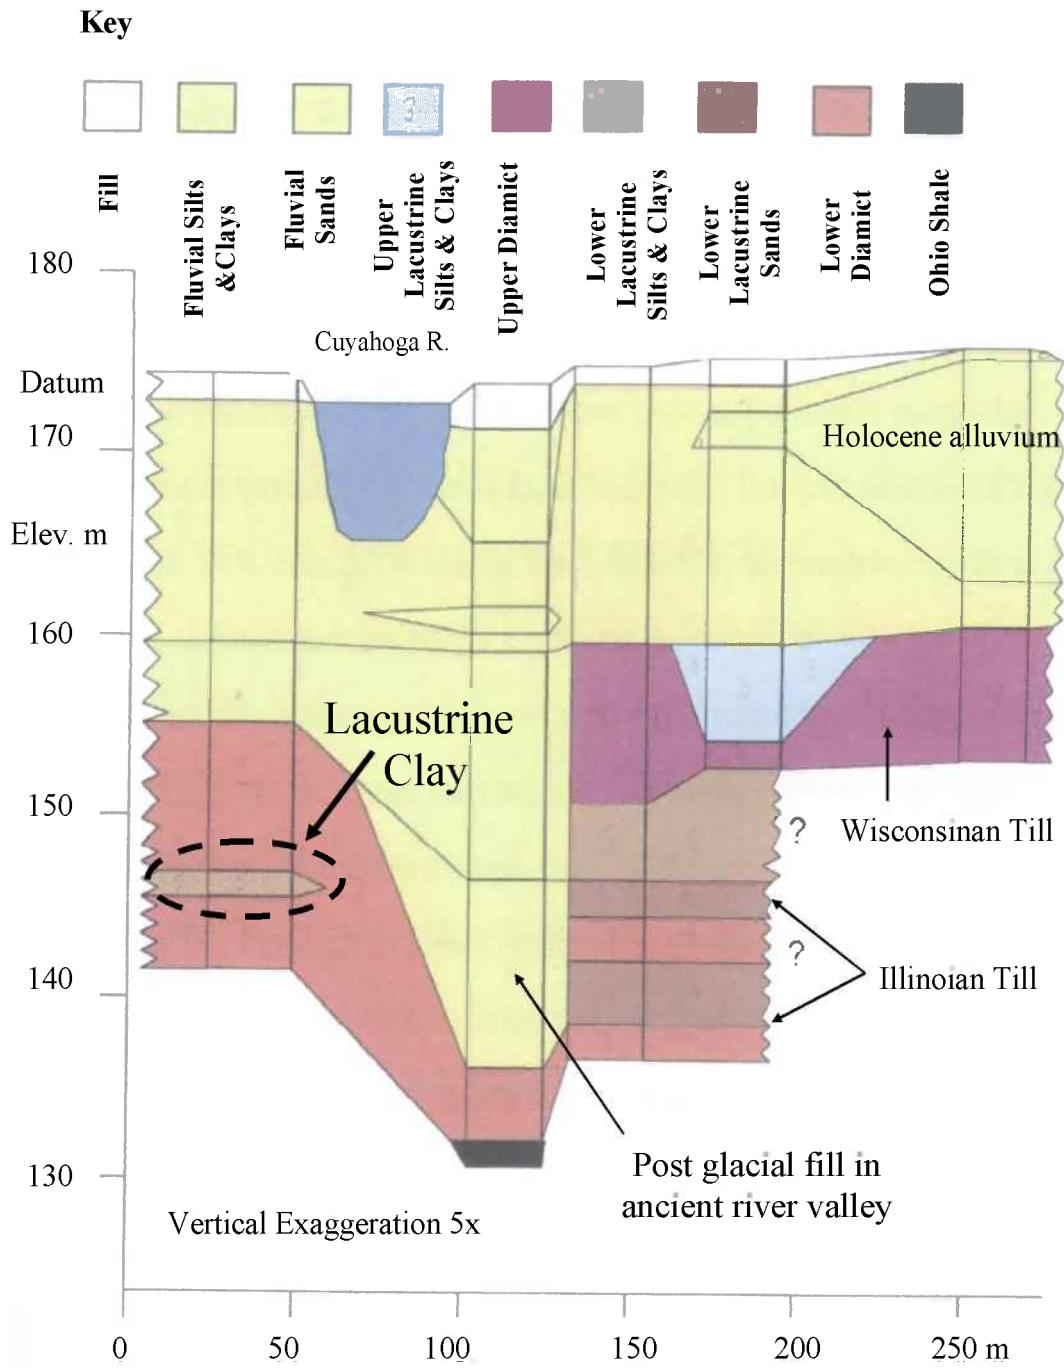 Key
3
Fill
Fluvial Silts
&Clays
Fluvial
Sands
Upper
Lacustrine
Silts & Clays
Upper Diamict
Lower
Lacustrine
Silts & Clays
Lower
Lacustrine
Sands
Lower
Diamict
Ohio Shale
180
Cuyahoga R.
Datum
170
Holocene alluvium
Elev. m
160
Lacustrine
Clay
150
?
Wisconsinan Till
?
140
Illinoian Till
130
Post glacial fill in
ancient river valley
Vertical Exaggeration 5x
0
50
100
150
200
250 m